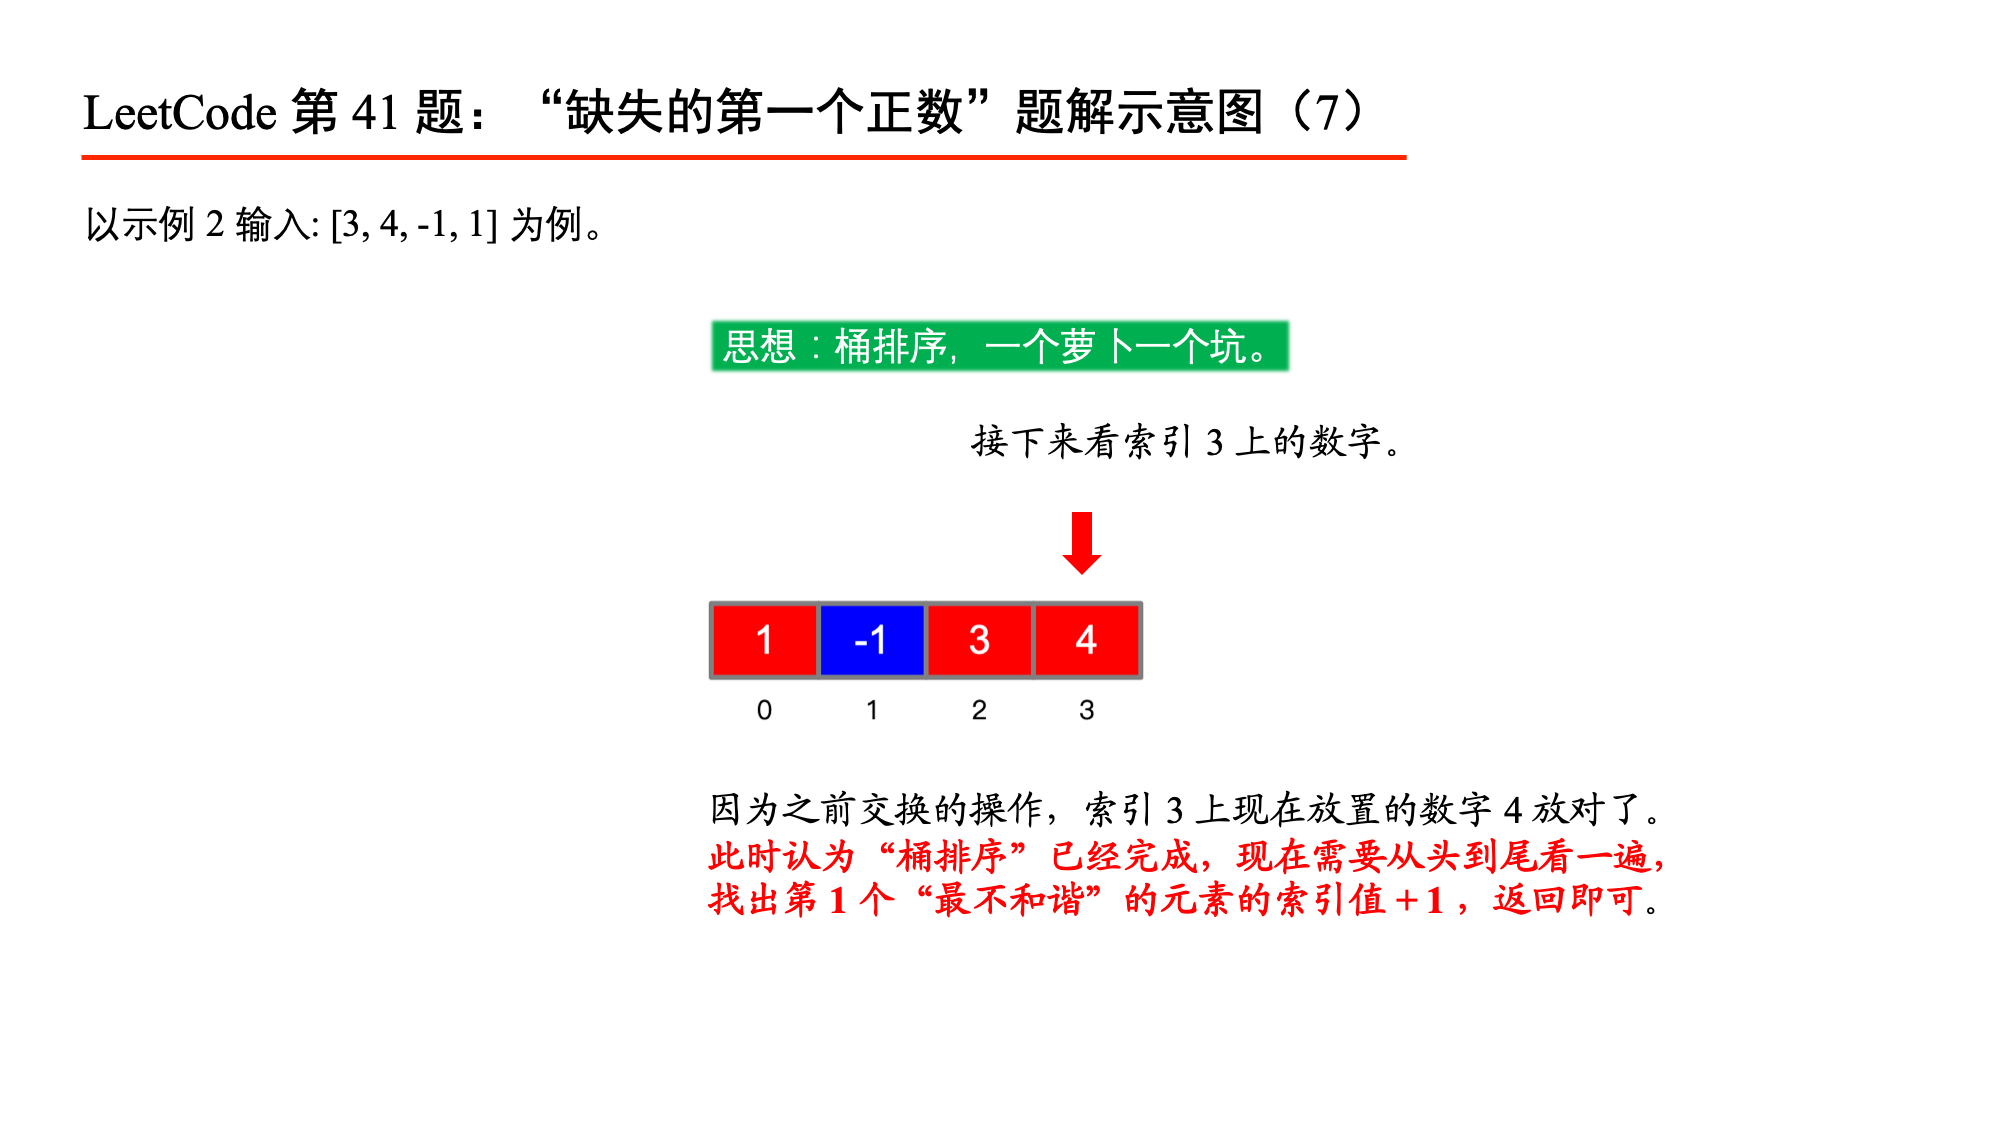 LeetCode 第 41 题：“缺失的第一个正数”题解示意图（7）
以示例 2 输入: [3, 4, -1, 1] 为例。
思想：桶排序，一个萝卜一个坑。
接下来看索引 3 上的数字。
1 -1 3 4
0 1 2 3
因为之前交换的操作，索引 3 上现在放置的数字 4 放对了。
此时认为“桶排序”已经完成，现在需要从头到尾看一遍，
找出第 1 个“最不和谐”的元素的索引值 + 1 ，返回即可。